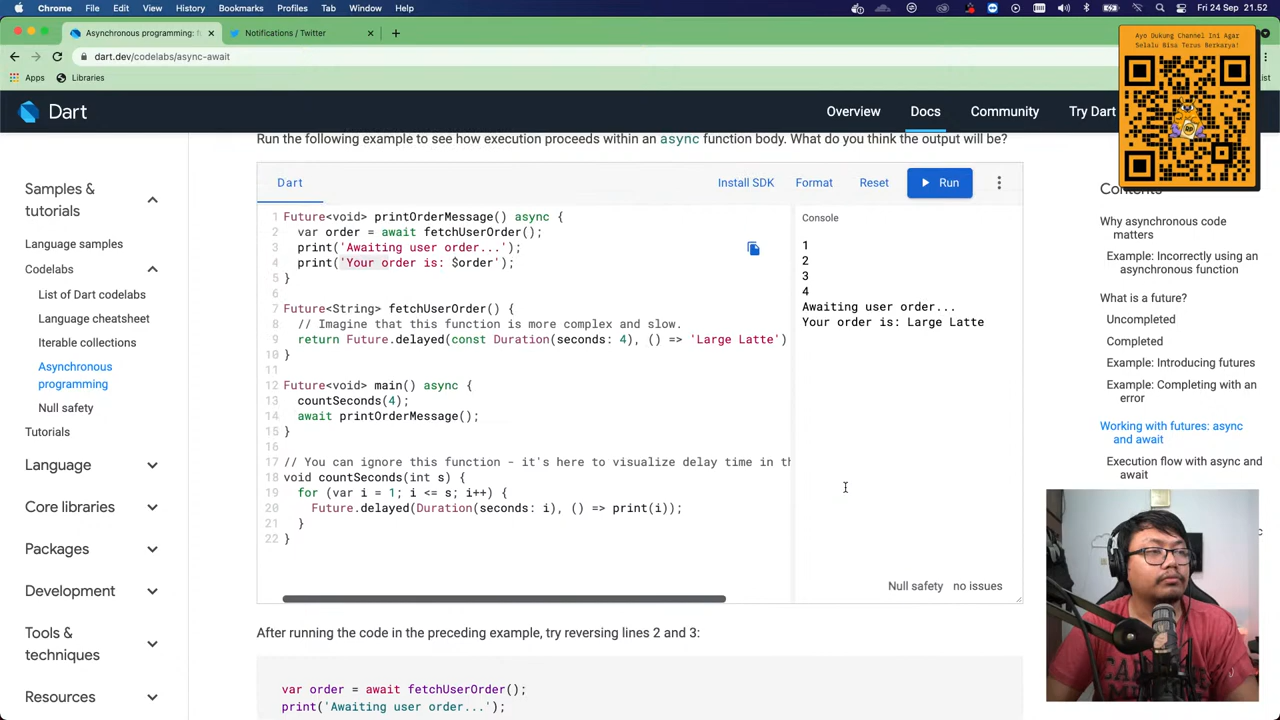 Chrome File Edit View History Bookmarks Profiles Tab Window Help Fri 24 Sep 21.52
Asynchronous programming: f
Notifications / Twitter
dart.dev/codelabs/async-await
Apps
Libraries
Ayo Dukung Channel Ini Agar
Selalu Bisa Terus Berkarya!
Dart
Overview
Docs
Community
Try Dart
Run the following example to see how execution proceeds within an async function body. What do you think the output will be?
Samples &
tutorials
Language samples
Codelabs
List of Dart codelabs
Language cheatsheet
Iterable collections
Asynchronous
programming
Null safety
Tutorials
Language
Core libraries
Packages
Development
Tools &
techniques
Resources
Dart
Install SDK
Format
Reset
Run
1 Future<void> printOrderMessage() async {
2 var order = await fetchUserOrder();
3 print('Awaiting user order...');
4 print('Your order is: $order');
5 }
6
7 Future<String> fetchUserOrder() {
8 // Imagine that this function is more complex and slow.
9 return Future.delayed(const Duration(seconds: 4), () => 'Large Latte')
10 }
11
12 Future<void> main() async {
13 countSeconds(4);
14 await printOrderMessage();
15 }
16
17 // You can ignore this function - it's here to visualize delay time in th
18 void countSeconds(int s) {
19 for (var i = 1; i <= s; i++) {
20 Future.delayed(Duration(seconds: i), () => print(i));
21 }
22 }
Console
1
2
3
4
Awaiting user order...
Your order is: Large Latte
Null safety
no issues
After running the code in the preceding example, try reversing lines 2 and 3:
var order = await fetchUserOrder();
print('Awaiting user order...');
Why asynchronous code
matters
Example: Incorrectly using an
asynchronous function
What is a future?
Uncompleted
Completed
Example: Introducing futures
Example: Completing with an
error
Working with futures: async
and await
Execution flow with async and
await